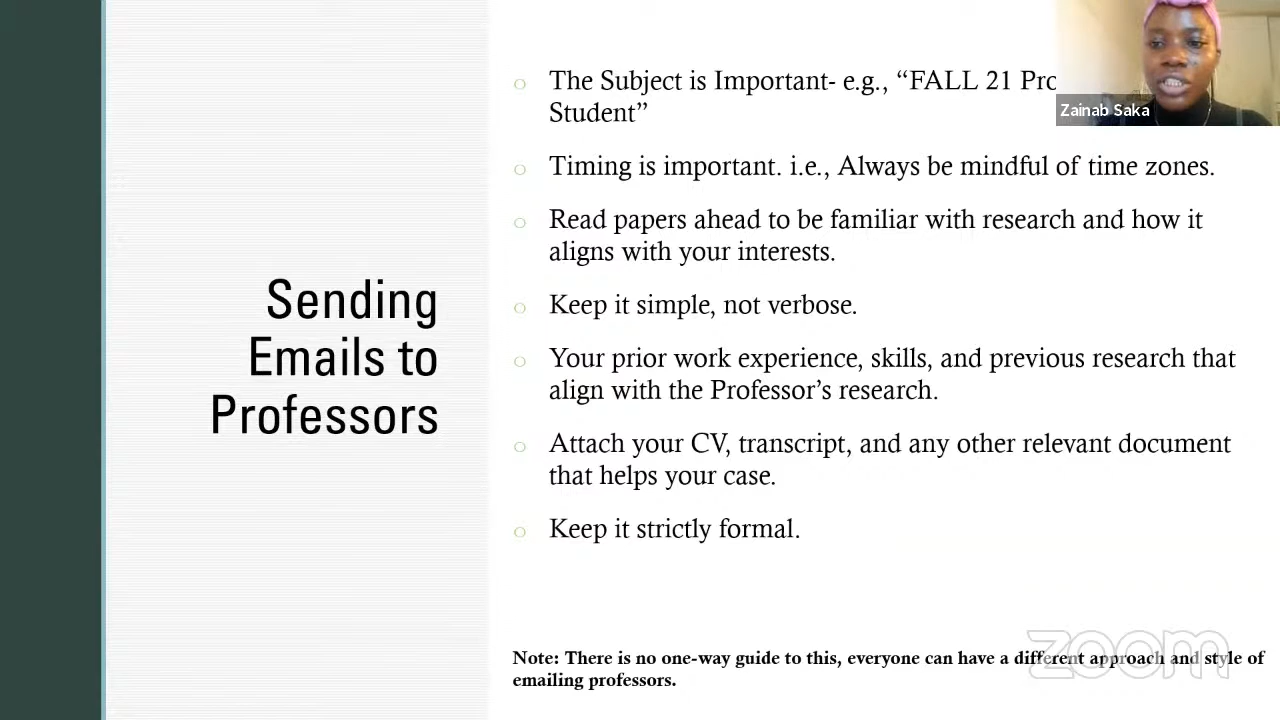 Sending
Emails to
Professors
The Subject is Important- e.g., “FALL 21
Student”
Timing is important. i.e., Always be mindful of time zones.
Read papers ahead to be familiar with research and how it
aligns with your interests.
Keep it simple, not verbose.
Your prior work experience, skills, and previous research that
align with the Professor’s research.
Attach your CV, transcript, and any other relevant document
that helps your case.
Keep it strictly formal.
Note: There is no one-way guide to this, everyone can have a different approach and style of
emailing professors.
Zainab Saka
zoom